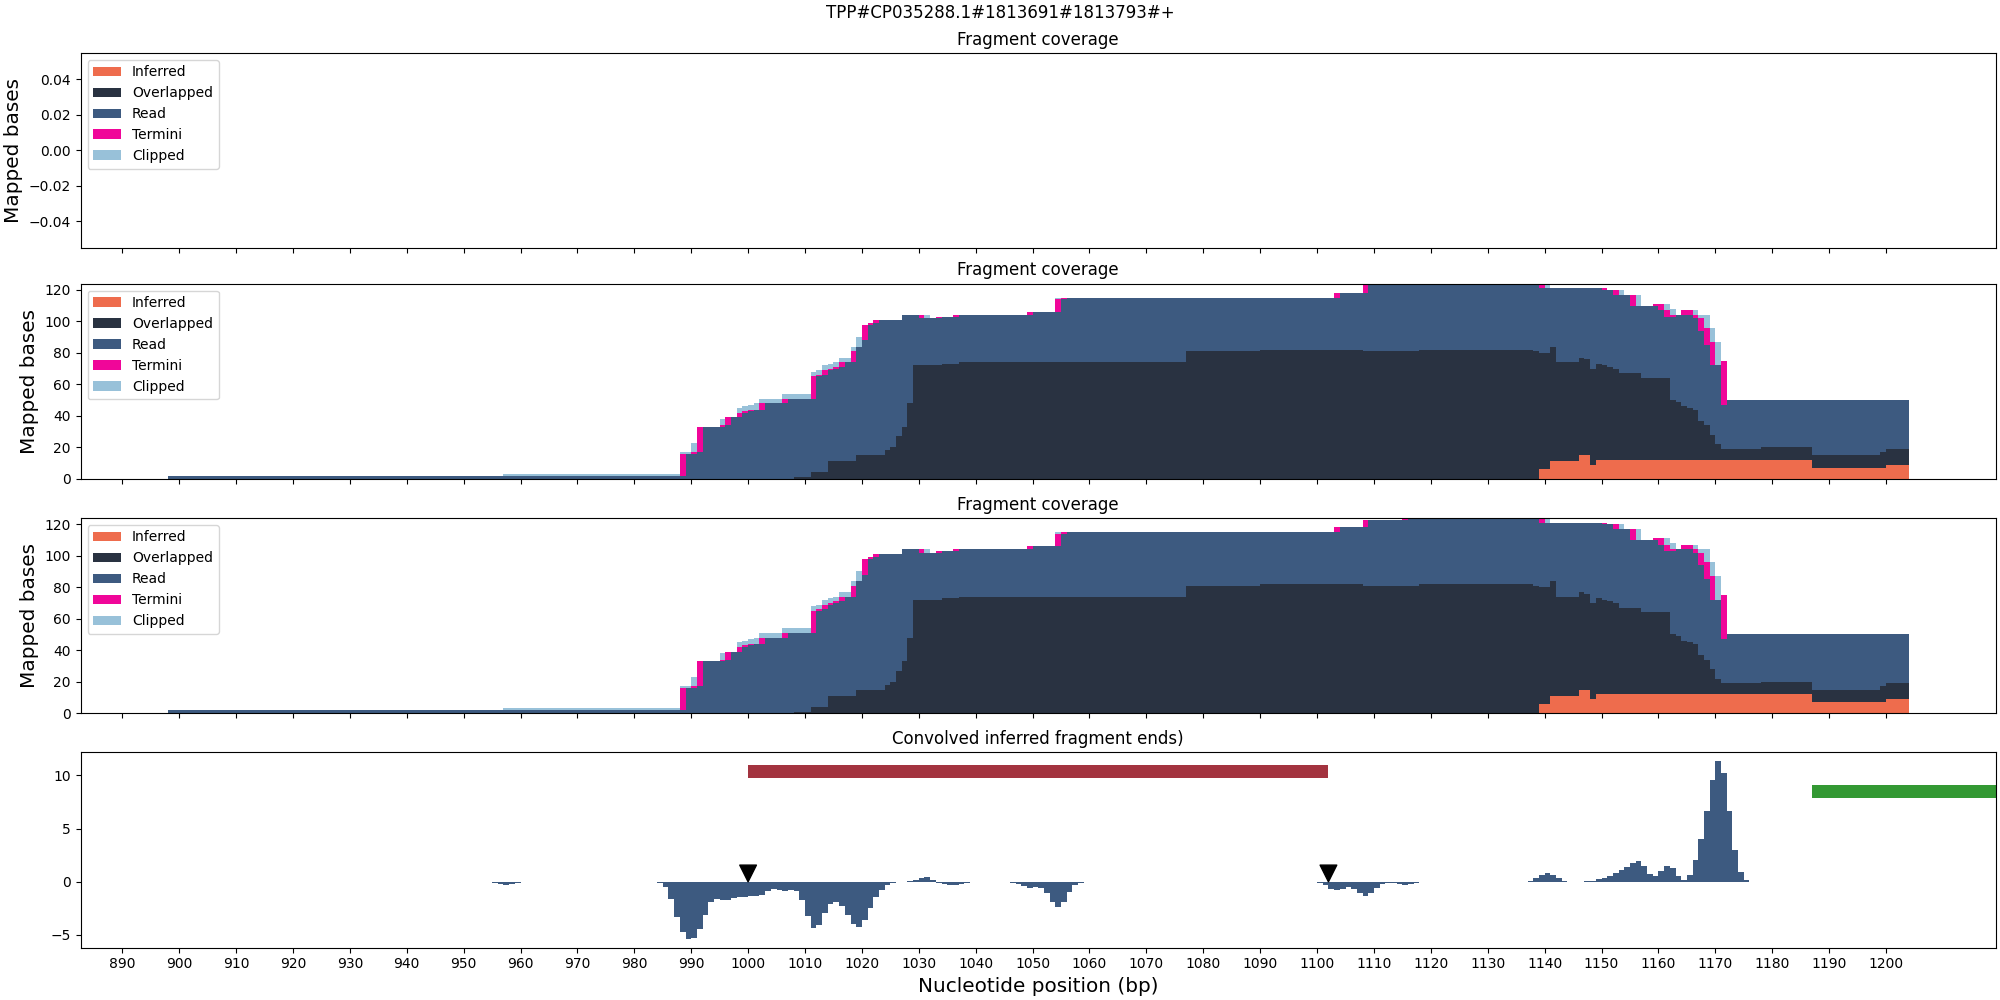 TPP#CP035288.1#1813691#1813793#+
Fragment coverage
Mapped bases
0.04
0.02
0.00
−0.02
−0.04
Inferred
Overlapped
Read
Termini
Clipped
Fragment coverage
Mapped bases
120
100
80
60
40
20
0
Inferred
Overlapped
Read
Termini
Clipped
Fragment coverage
Mapped bases
120
100
80
60
40
20
0
Inferred
Overlapped
Read
Termini
Clipped
Convolved inferred fragment ends)
10
5
0
−5
890 900 910 920 930 940 950 960 970 980 990 1000 1010 1020 1030 1040 1050 1060 1070 1080 1090 1100 1110 1120 1130 1140 1150 1160 1170 1180 1190 1200
Nucleotide position (bp)